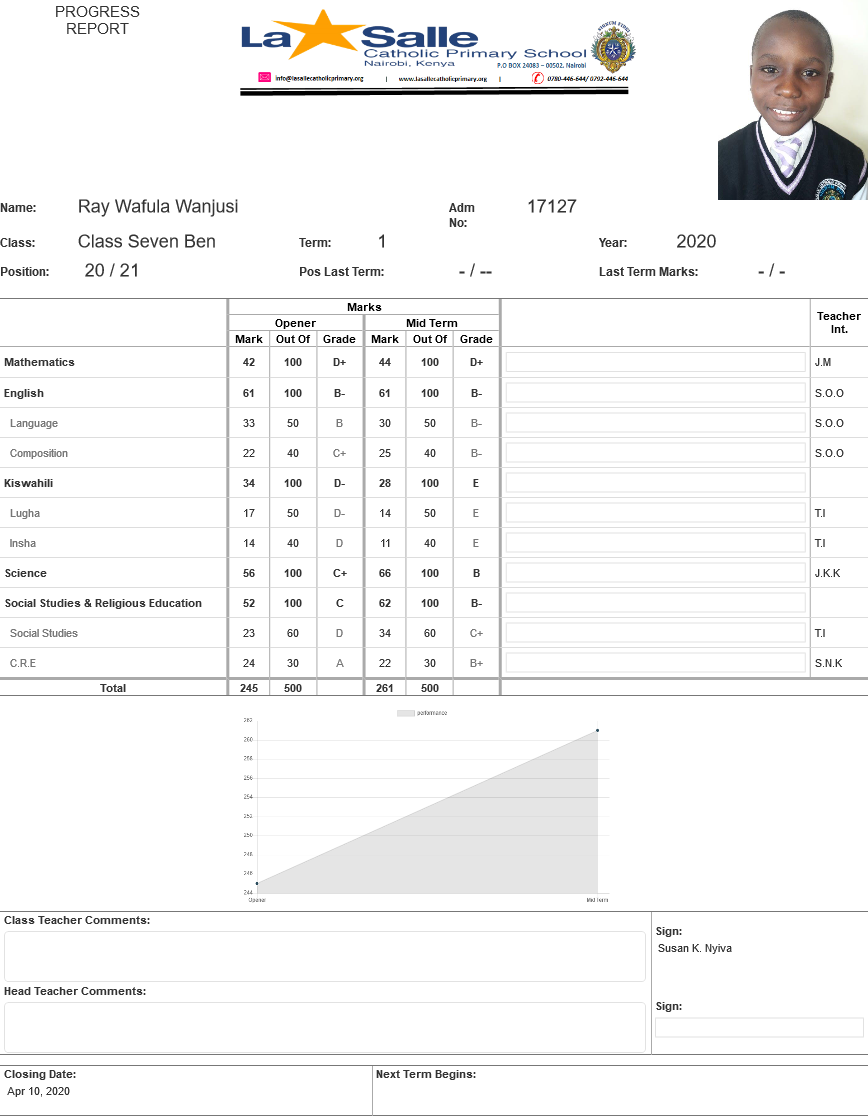 PROGRESS
REPORT
La Salle
Catholic Primary School
Nairobi, Kenya
P.O BOX 24083 – 00502, Nairobi
info@lasallecatholicprimary.org | www.lasallecatholicprimary.org | 0780-446-644/ 0792-446-644
Name: Ray Wafula Wanjusi Adm No: 17127
Class: Class Seven Ben Term: 1 Year: 2020
Position: 20 / 21 Pos Last Term: - / -- Last Term Marks: - / -
Marks
Opener Mid Term Teacher Int.
Mark Out Of Grade Mark Out Of Grade
Mathematics 42 100 D+ 44 100 D+ J.M
English 61 100 B- 61 100 B- S.O.O
Language 33 50 B 30 50 B- S.O.O
Composition 22 40 C+ 25 40 B- S.O.O
Kiswahili 34 100 D- 28 100 E
Lugha 17 50 D- 14 50 E T.I
Insha 14 40 D 11 40 E T.I
Science 56 100 C+ 66 100 B J.K.K
Social Studies & Religious Education 52 100 C 62 100 B-
Social Studies 23 60 D 34 60 C+ T.I
C.R.E 24 30 A 22 30 B+ S.N.K
Total 245 500 261 500
performance
262
260
258
256
254
252
250
248
246
244
Opener Mid Term
Class Teacher Comments:
Sign:
Susan K. Nyiva
Head Teacher Comments:
Sign:
Closing Date: Next Term Begins:
Apr 10, 2020